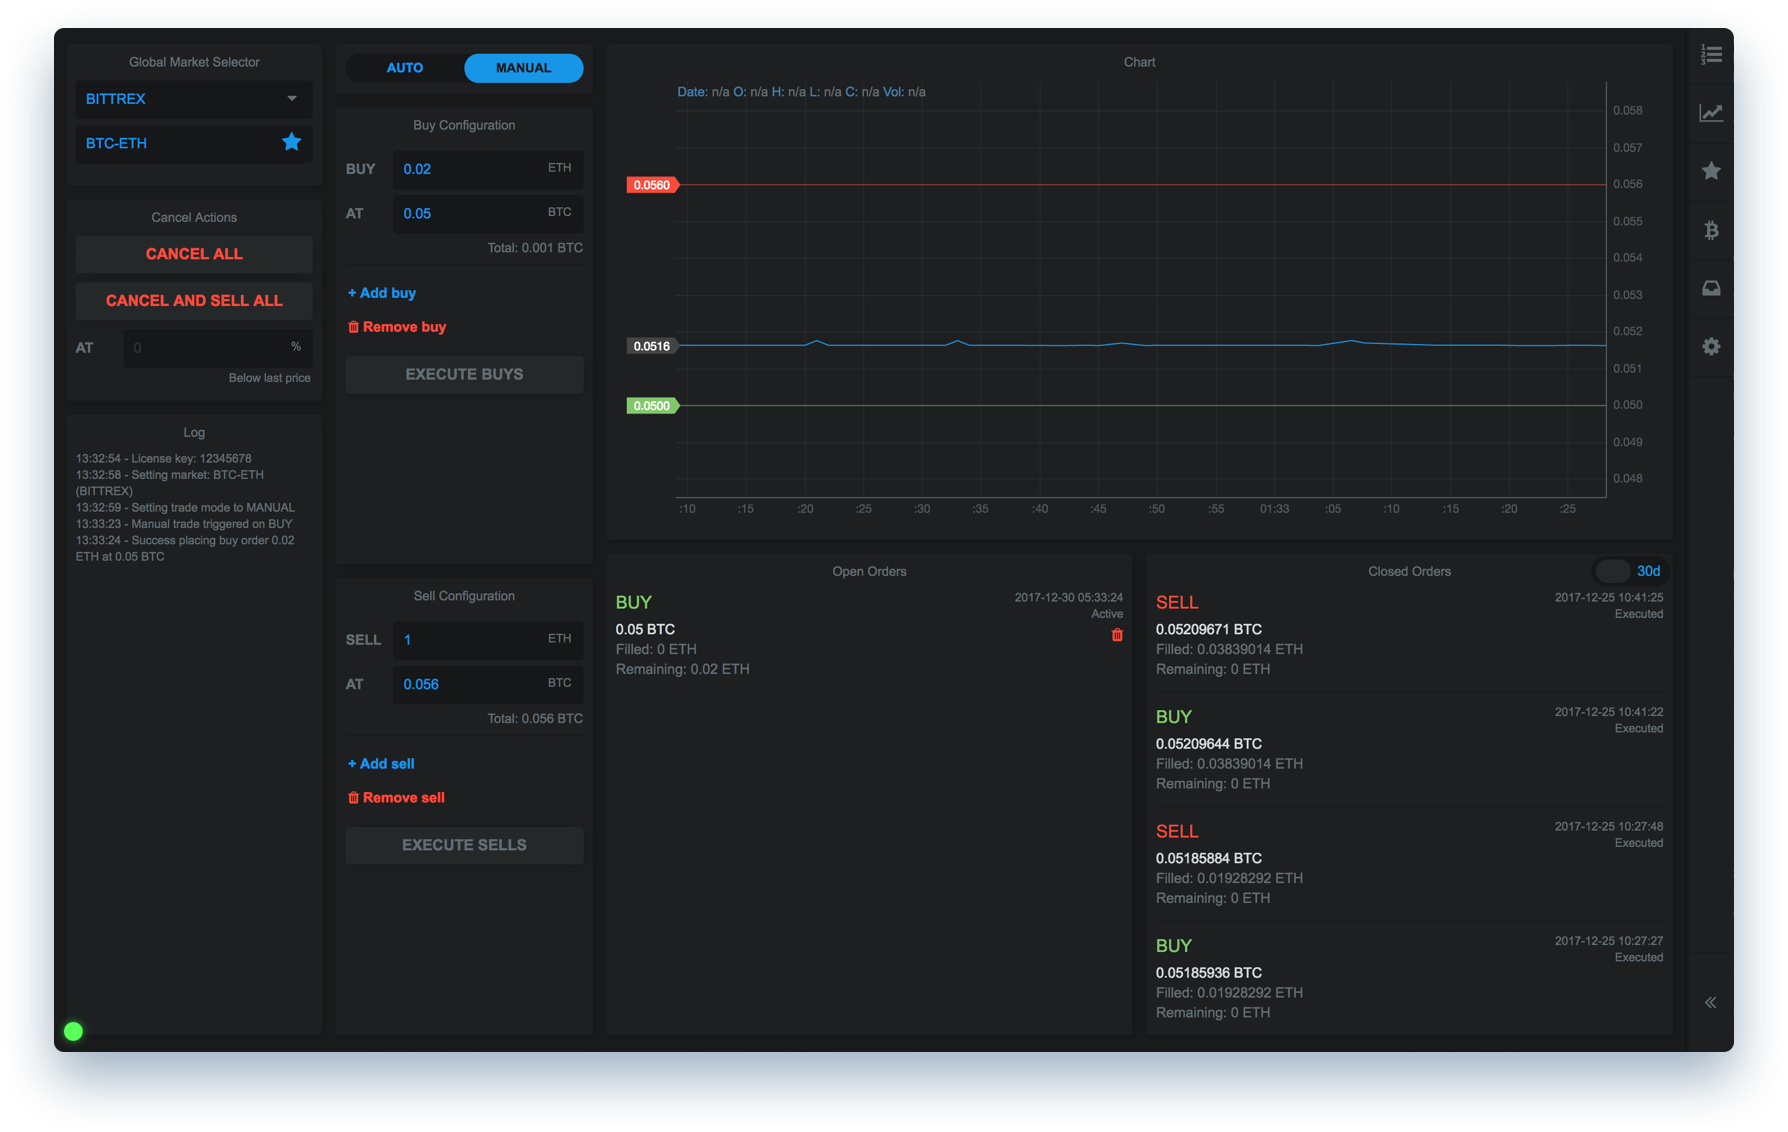 Global Market Selector
BITTREX
BTC-ETH
Cancel Actions
CANCEL ALL
CANCEL AND SELL ALL
AT 0 %
Below last price
Log
13:32:54 - License key: 12345678
13:32:58 - Setting market: BTC-ETH
(BITTREX)
13:32:59 - Setting trade mode to MANUAL
13:33:23 - Manual trade triggered on BUY
13:33:24 - Success placing buy order 0.02
ETH at 0.05 BTC
AUTO MANUAL
Buy Configuration
BUY 0.02 ETH
AT 0.05 BTC
Total: 0.001 BTC
+ Add buy
Remove buy
EXECUTE BUYS
Sell Configuration
SELL 1 ETH
AT 0.056 BTC
Total: 0.056 BTC
+ Add sell
Remove sell
EXECUTE SELLS
Chart
Date: n/a O: n/a H: n/a L: n/a C: n/a Vol: n/a
0.058
0.057
0.0560 0.056
0.055
0.054
0.053
0.052
0.0516
0.051
0.0500 0.050
0.049
0.048
:10 :15 :20 :25 :30 :35 :40 :45 :50 :55 01:33 :05 :10 :15 :20 :25
Open Orders
BUY 2017-12-30 05:33:24
Active
0.05 BTC
Filled: 0 ETH
Remaining: 0.02 ETH
Closed Orders 30d
SELL 2017-12-25 10:41:25
Executed
0.05209671 BTC
Filled: 0.03839014 ETH
Remaining: 0 ETH
BUY 2017-12-25 10:41:22
Executed
0.05209644 BTC
Filled: 0.03839014 ETH
Remaining: 0 ETH
SELL 2017-12-25 10:27:48
Executed
0.05185884 BTC
Filled: 0.01928292 ETH
Remaining: 0 ETH
BUY 2017-12-25 10:27:27
Executed
0.05185936 BTC
Filled: 0.01928292 ETH
Remaining: 0 ETH